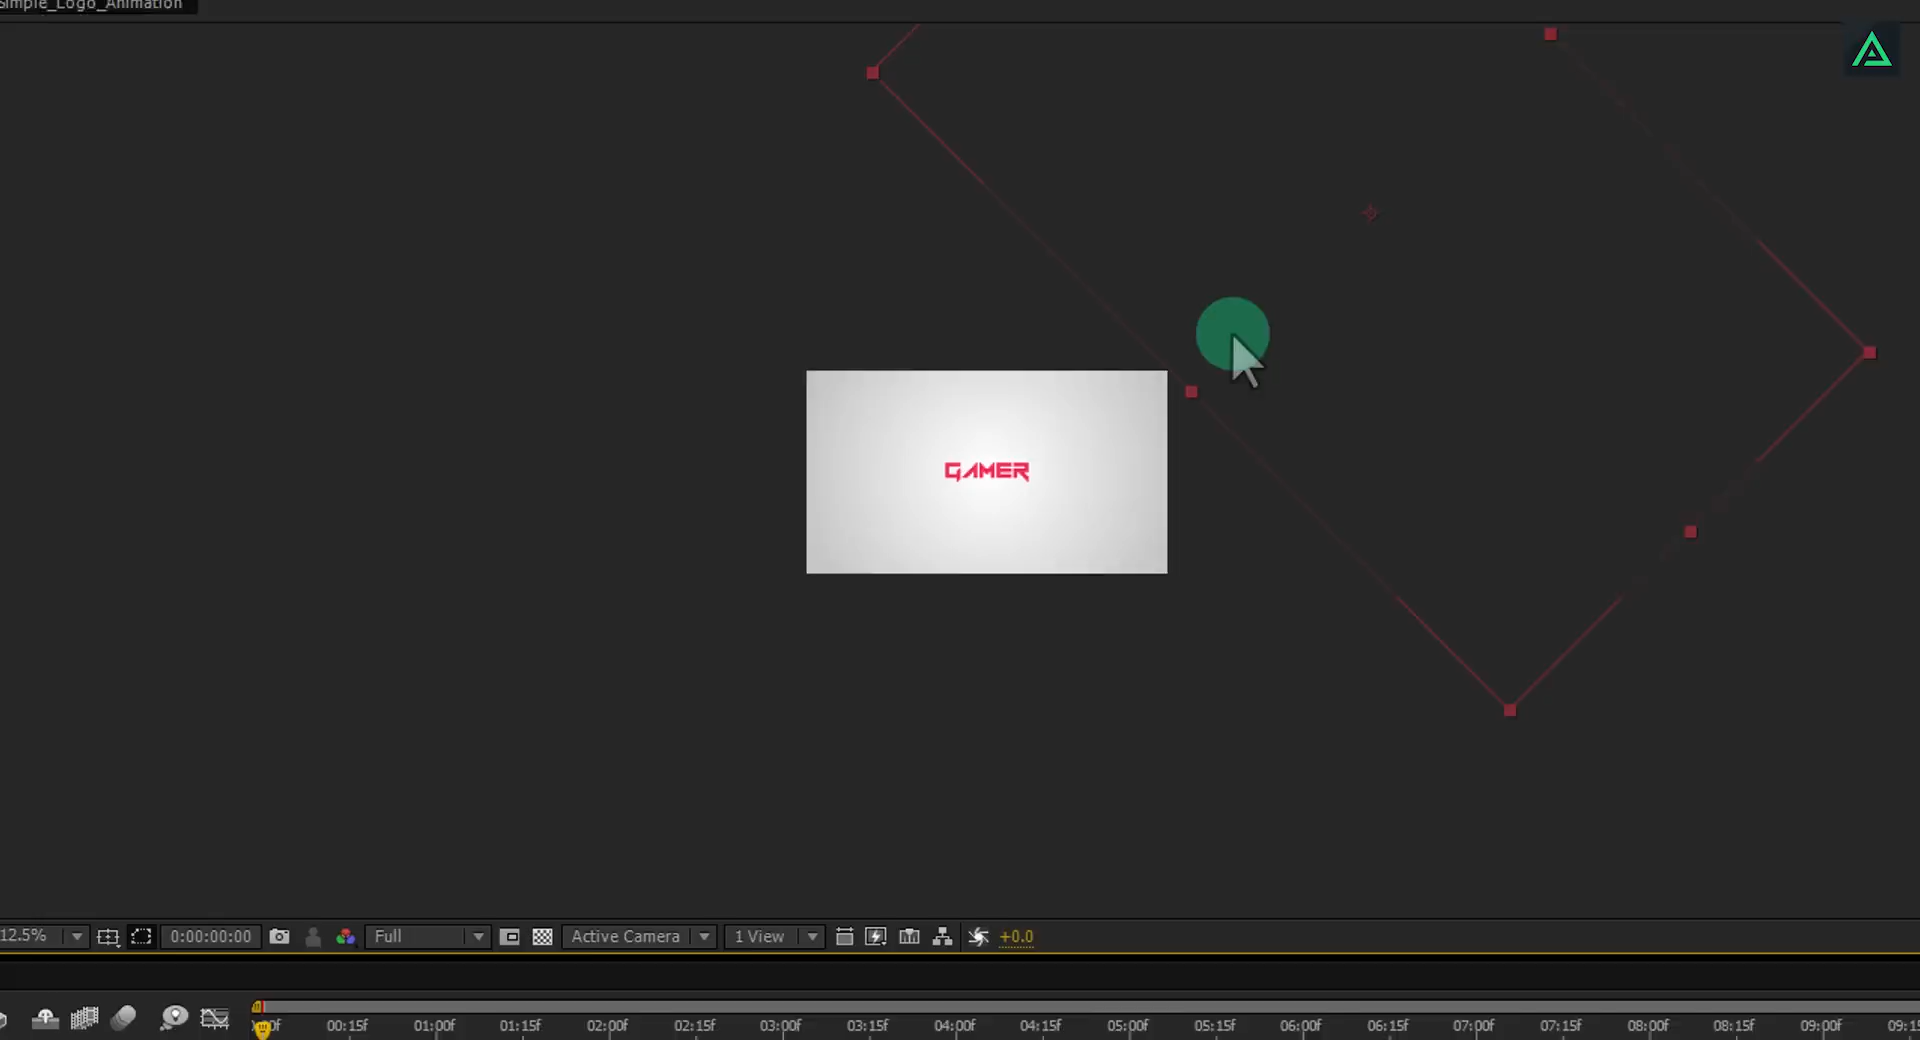 Simple_Logo_Animation
GAMER
12.5%
0:00:00:00
Full
Active Camera
1 View
+0.0
00:15f
01:00f
01:15f
02:00f
02:15f
03:00f
03:15f
04:00f
04:15f
05:00f
05:15f
06:00f
06:15f
07:00f
07:15f
08:00f
08:15f
09:00f